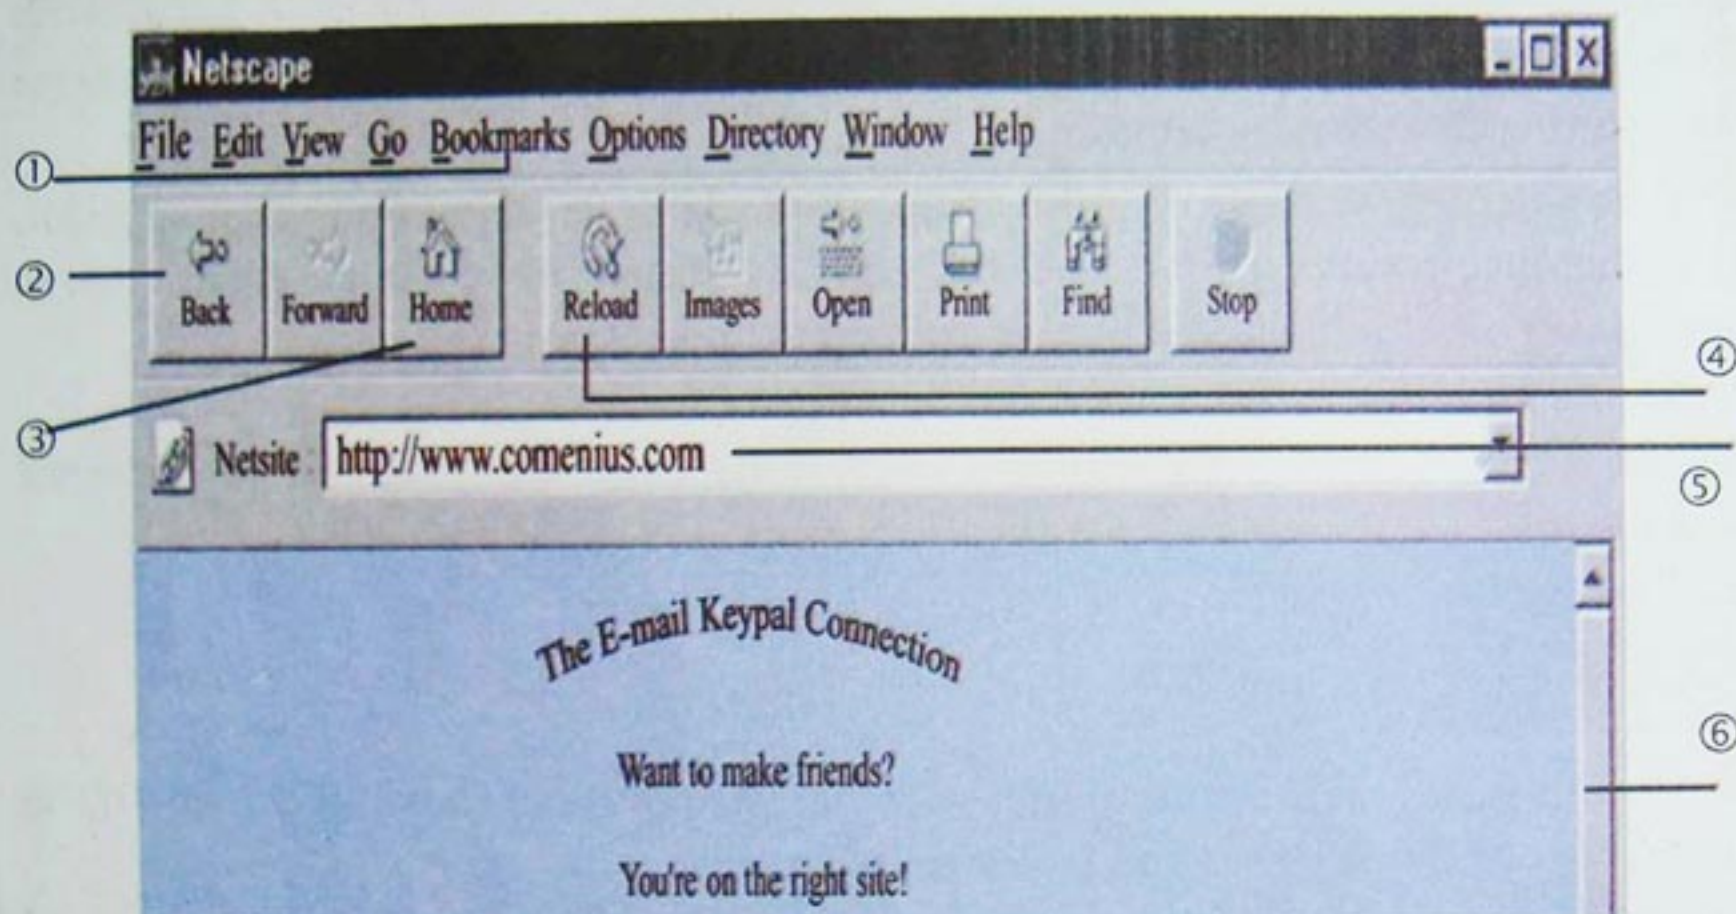 Netscape
File Edit View Go Bookmarks Options Directory Window Help
①
②
Back Forward Home Reload Images Open Print Find Stop
④
③
Netsite : http://www.comenius.com
⑤
The E-mail Keypal Connection
⑥
Want to make friends?
You're on the right site!